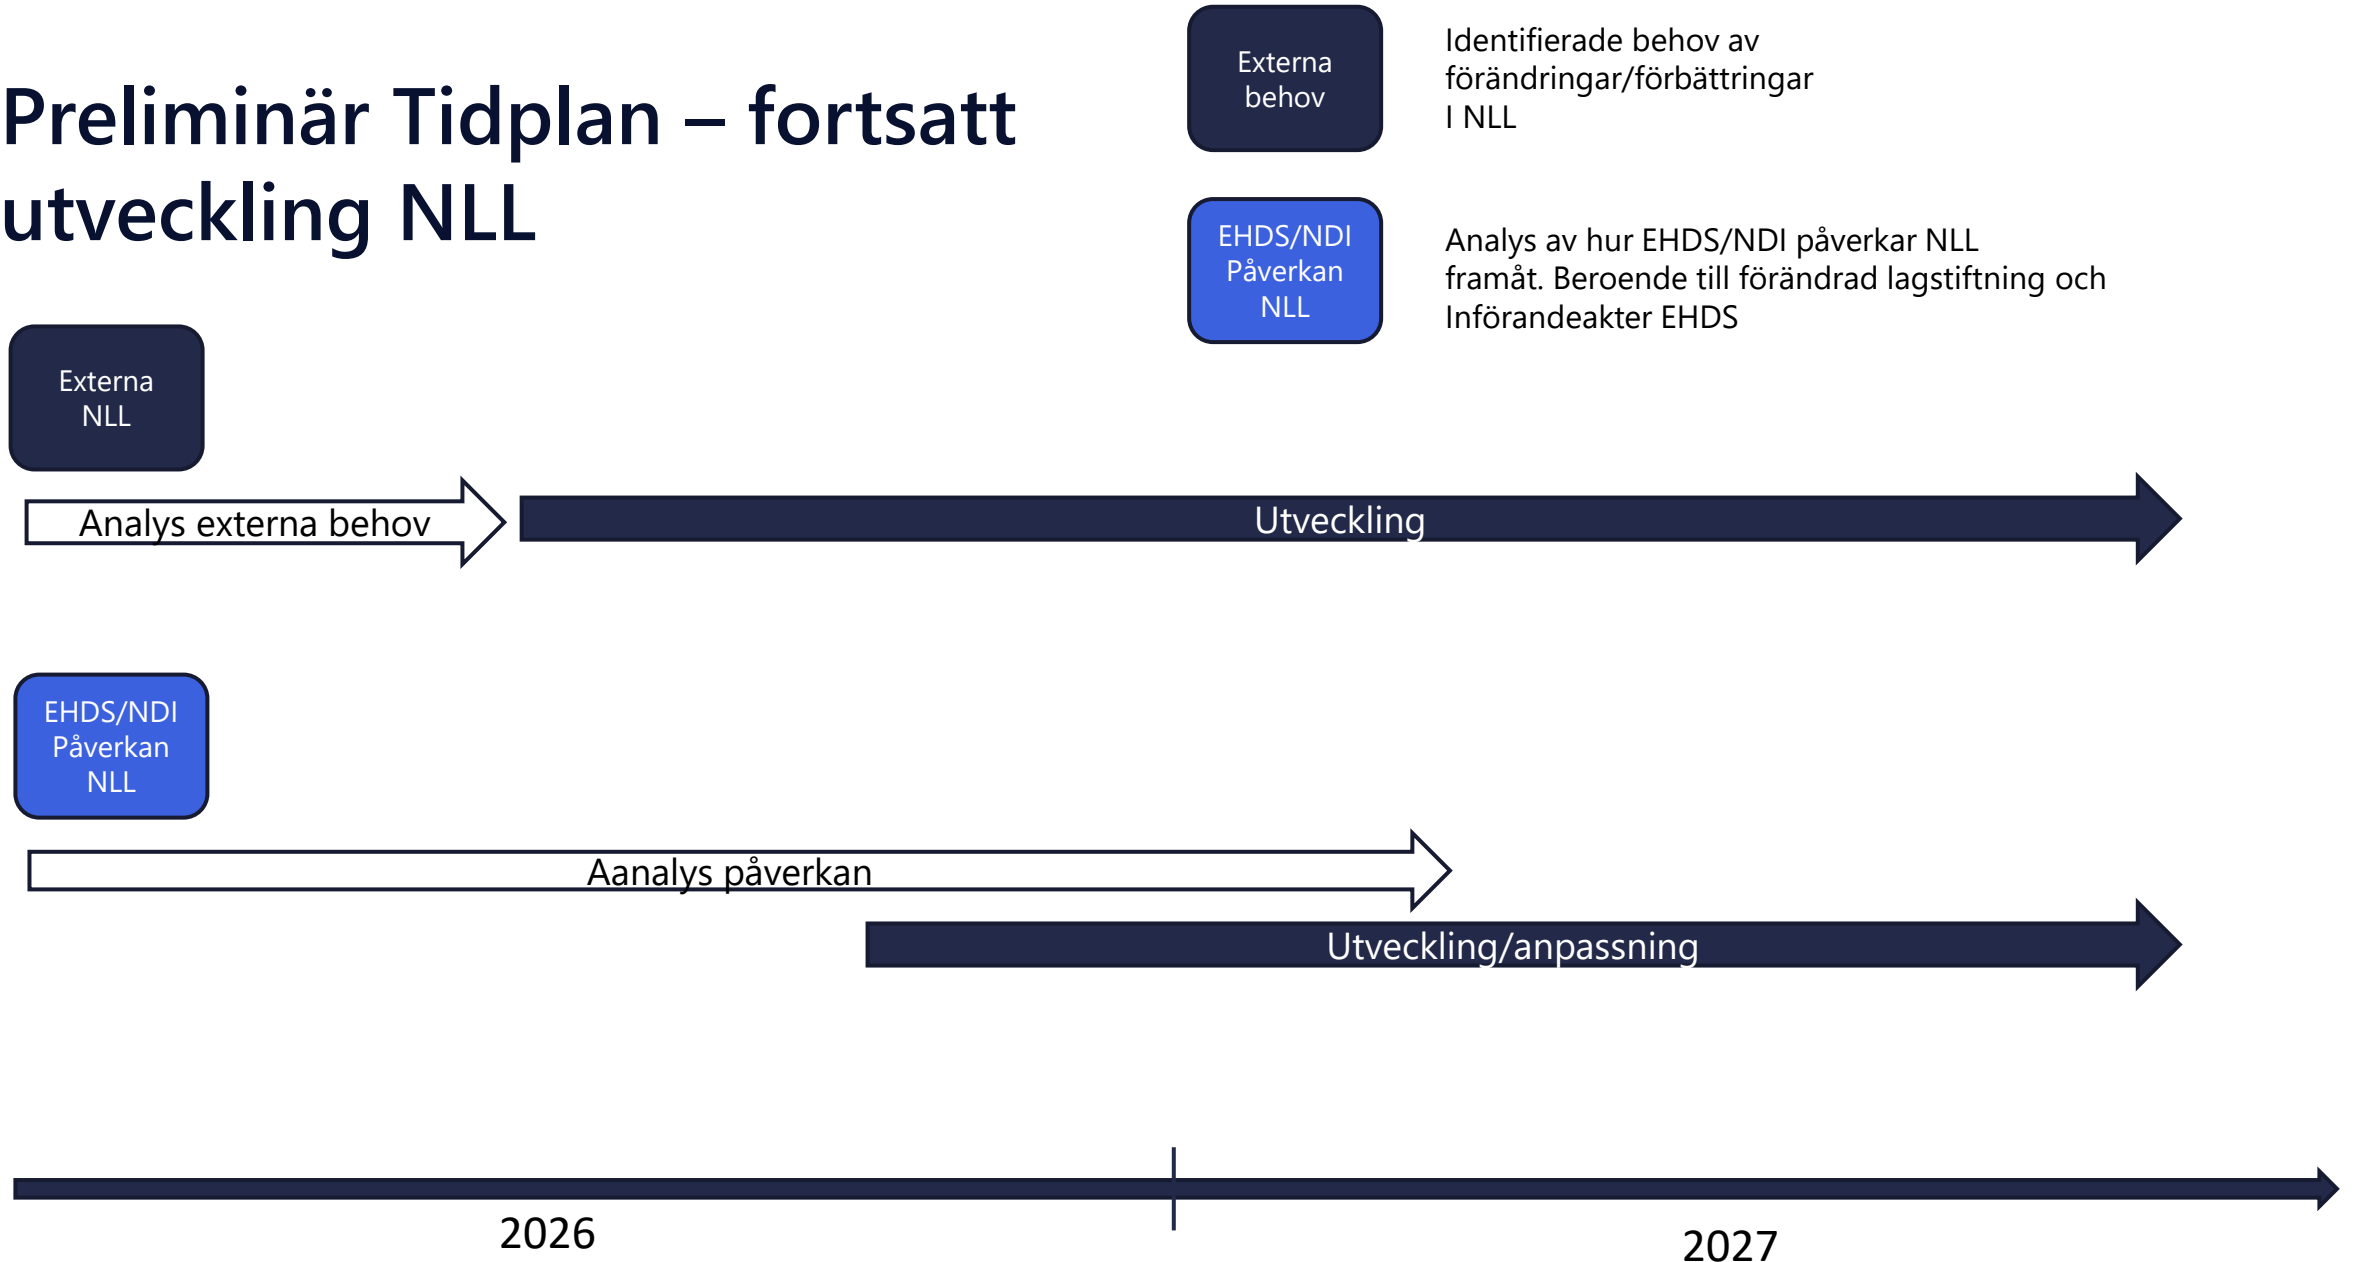 Preliminär Tidplan – fortsatt
utveckling NLL
Externa
behov
Identifierade behov av
förändringar/förbättringar
I NLL
EHDS/NDI
Påverkan
NLL
Analys av hur EHDS/NDI påverkar NLL
framåt. Beroende till förändrad lagstiftning och
Införandeakter EHDS
Externa
NLL
Analys externa behov
Utveckling
EHDS/NDI
Påverkan
NLL
Aanalys påverkan
Utveckling/anpassning
2026
2027